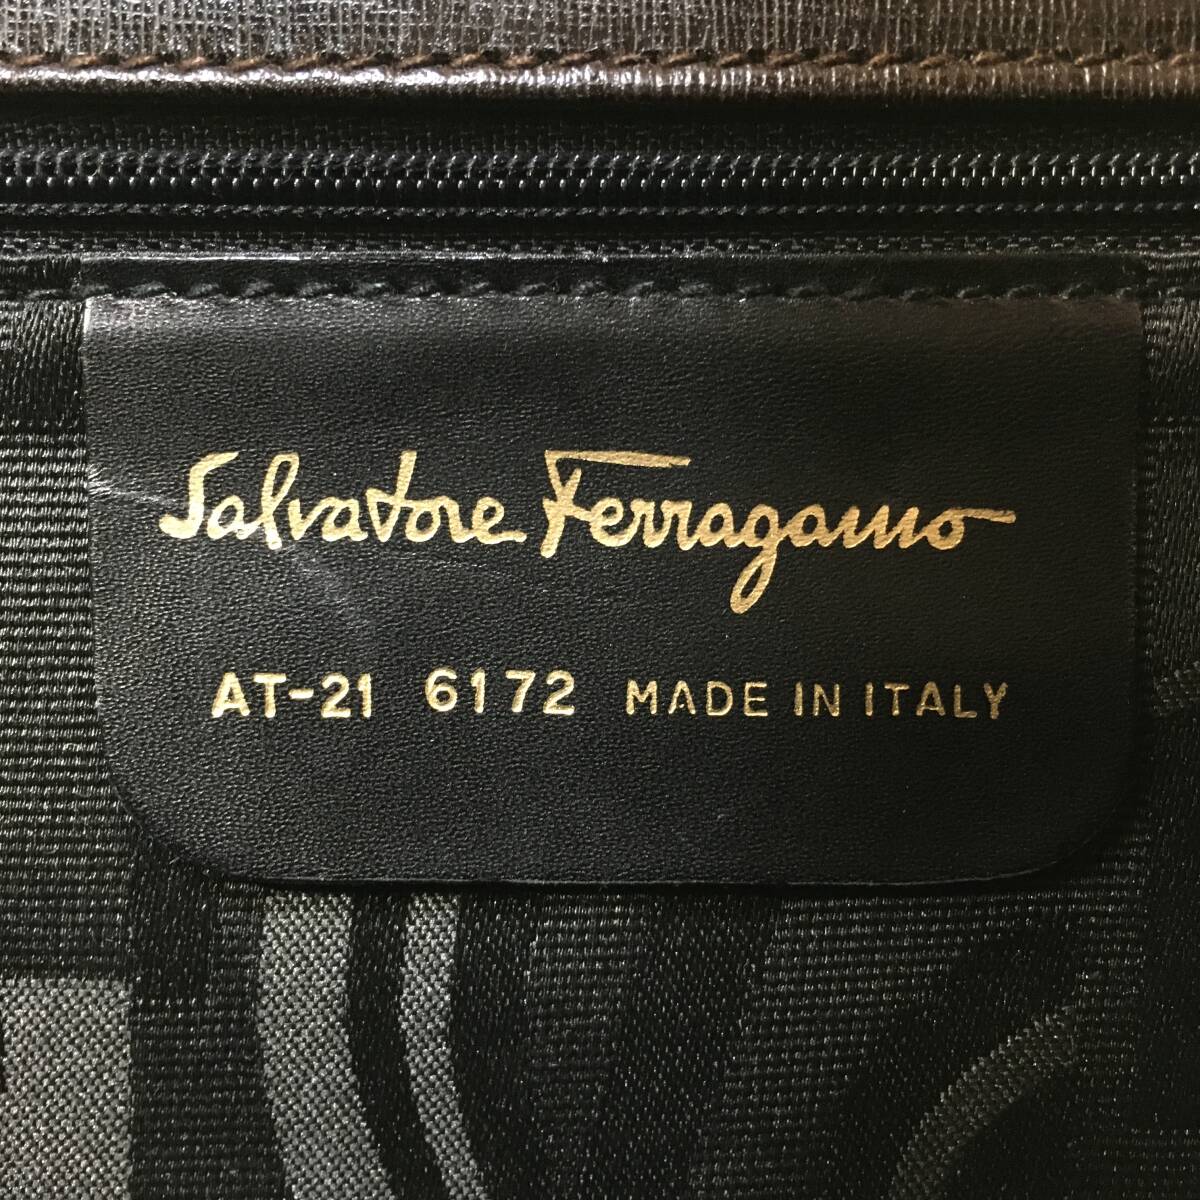 Salvatore Ferragamo
AT-21 6172 MADE IN ITALY